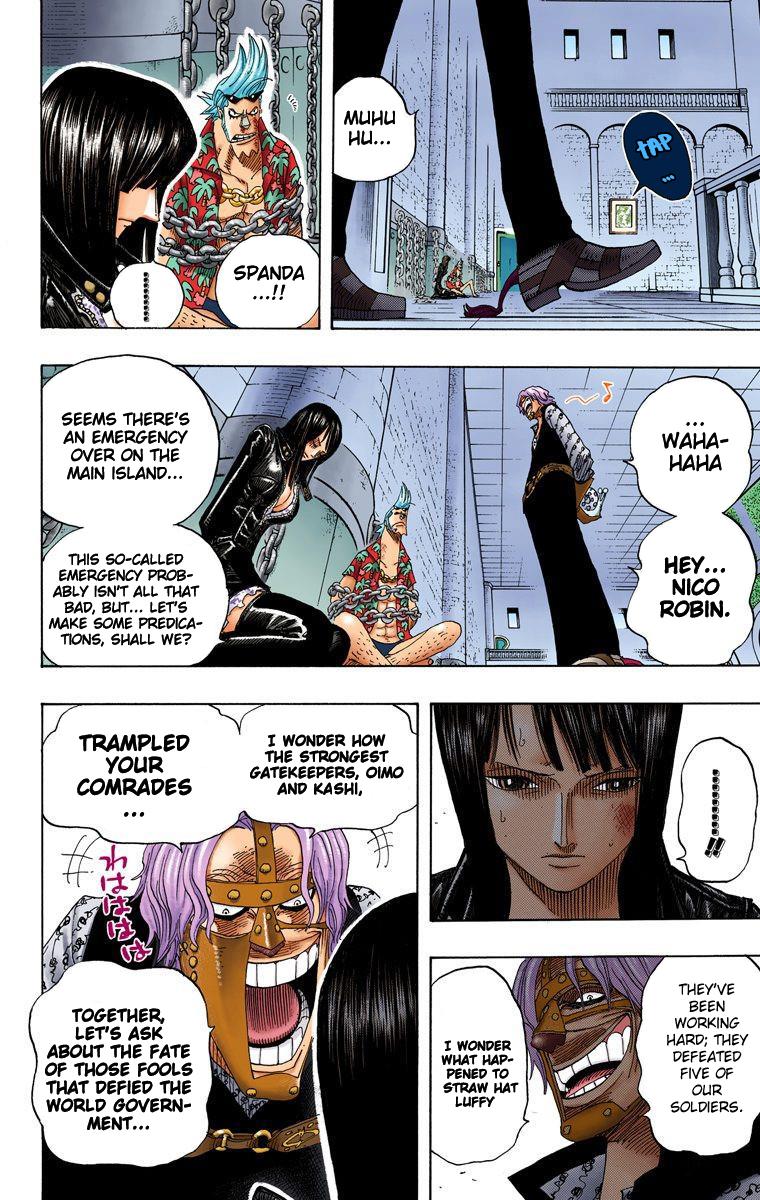 TAP
...
MUHU
HU...
SPANDA
...!!
.........
...
WAHA-
HAHA
HEY...
NICO
ROBIN.
SEEMS THERE'S
AN EMERGENCY
OVER ON THE
MAIN ISLAND...
THIS SO-CALLED
EMERGENCY PROB-
ABLY ISN'T ALL THAT
BAD, BUT... LET'S
MAKE SOME PREDICA-
TIONS, SHALL WE?
..........!!
THEY'VE
BEEN
WORKING
HARD; THEY
DEFEATED
FIVE OF
OUR
SOLDIERS.
I WONDER
WHAT HAP-
PENED TO
STRAW HAT
LUFFY
I WONDER HOW
THE STRONGEST
GATEKEEPERS, OIMO
AND KASHI,
TRAMPLED
YOUR
COMRADES
...
わはははは
TOGETHER,
LET'S ASK
ABOUT THE FATE
OF THOSE FOOLS
THAT DEFIED THE
WORLD GOVERN-
MENT...